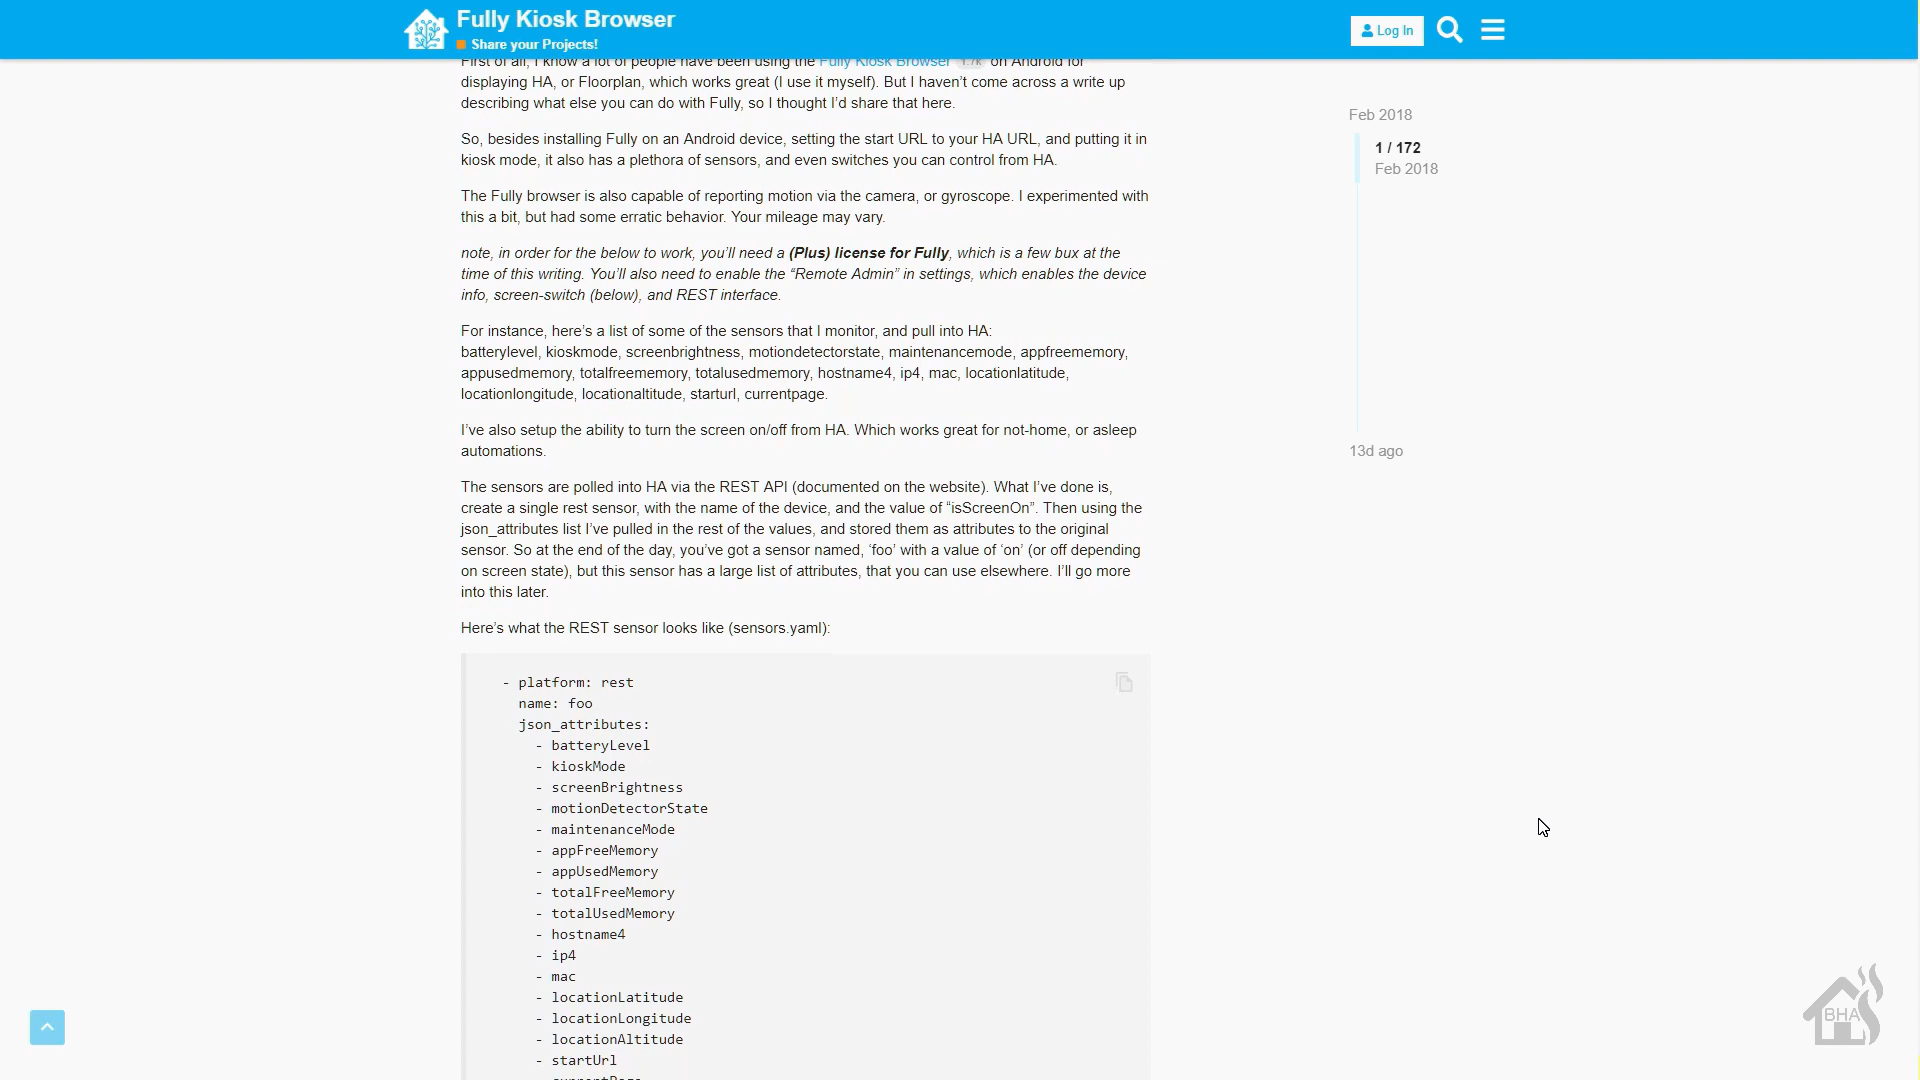 Fully Kiosk Browser
Share your Projects!
Log In
First of all, I know a lot of people have been using the Fully Kiosk Browser 1.7k on Android for
displaying HA, or Floorplan, which works great (I use it myself). But I haven’t come across a write up
describing what else you can do with Fully, so I thought I’d share that here.
So, besides installing Fully on an Android device, setting the start URL to your HA URL, and putting it in
kiosk mode, it also has a plethora of sensors, and even switches you can control from HA.
The Fully browser is also capable of reporting motion via the camera, or gyroscope. I experimented with
this a bit, but had some erratic behavior. Your mileage may vary.
note, in order for the below to work, you’ll need a (Plus) license for Fully, which is a few bux at the
time of this writing. You’ll also need to enable the “Remote Admin” in settings, which enables the device
info, screen-switch (below), and REST interface.
For instance, here’s a list of some of the sensors that I monitor, and pull into HA:
batterylevel, kioskmode, screenbrightness, motiondetectorstate, maintenancemode, appfreememory,
appusedmemory, totalfreememory, totalusedmemory, hostname4, ip4, mac, locationlatitude,
locationlongitude, locationaltitude, starturl, currentpage.
I’ve also setup the ability to turn the screen on/off from HA. Which works great for not-home, or asleep
automations.
The sensors are polled into HA via the REST API (documented on the website). What I’ve done is,
create a single rest sensor, with the name of the device, and the value of “isScreenOn”. Then using the
json_attributes list I’ve pulled in the rest of the values, and stored them as attributes to the original
sensor. So at the end of the day, you’ve got a sensor named, ‘foo’ with a value of ‘on’ (or off depending
on screen state), but this sensor has a large list of attributes, that you can use elsewhere. I’ll go more
into this later.
Here’s what the REST sensor looks like (sensors.yaml):
- platform: rest
name: foo
json_attributes:
- batteryLevel
- kioskMode
- screenBrightness
- motionDetectorState
- maintenanceMode
- appFreeMemory
- appUsedMemory
- totalFreeMemory
- totalUsedMemory
- hostname4
- ip4
- mac
- locationLatitude
- locationLongitude
- locationAltitude
- startUrl
Feb 2018
1 / 172
Feb 2018
13d ago
BHA